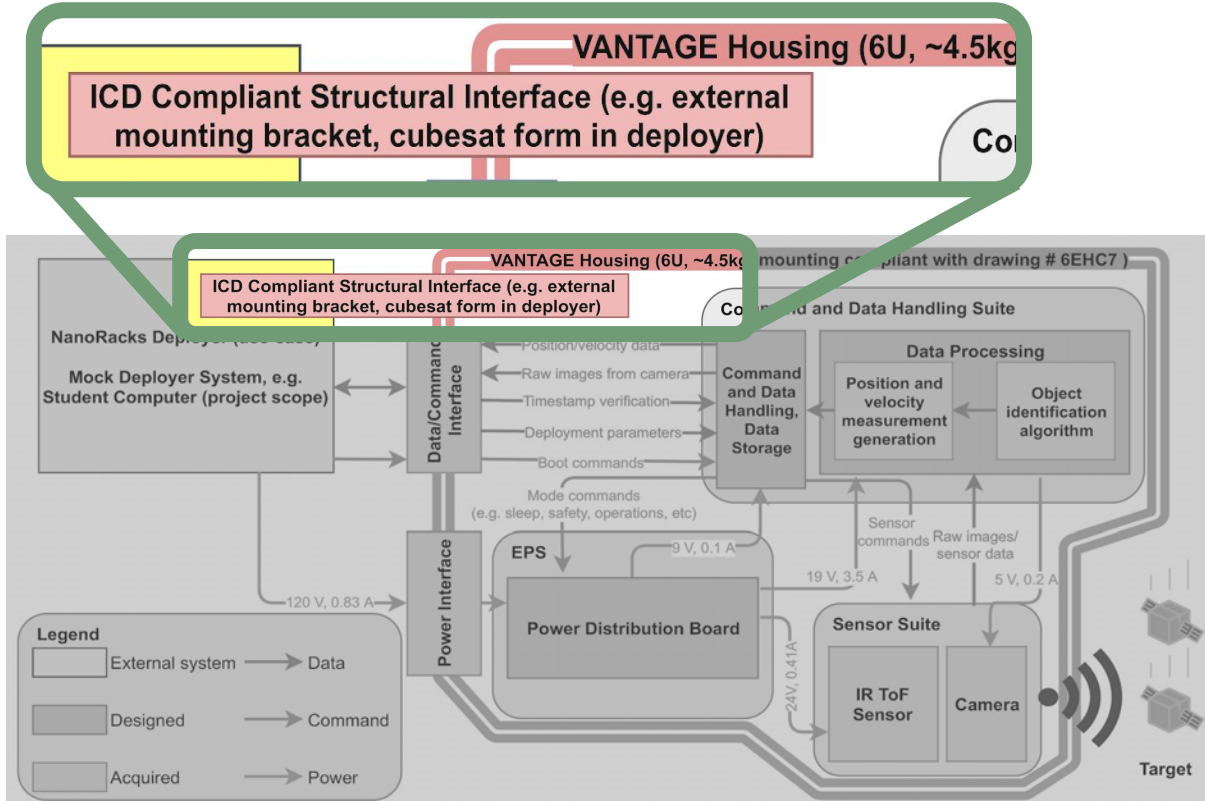 VANTAGE Housing (6U, ~4.5kg
ICD Compliant Structural Interface (e.g. external
mounting bracket, cubesat form in deployer)
VANTAGE Housing (6U, ~4.5kg mounting compliant with drawing # 6EHC7 )
ICD Compliant Structural Interface (e.g. external
mounting bracket, cubesat form in deployer)
Command and Data Handling Suite
NanoRacks Deployer (use case)
Mock Deployer System, e.g.
Student Computer (project scope)
Data/Command
Interface
Position/velocity data
Raw images from camera
Timestamp verification
Deployment parameters
Boot commands
Command
and Data
Handling,
Data
Storage
Data Processing
Position and
velocity
measurement
generation
Object
identification
algorithm
Mode commands
(e.g. sleep, safety, operations, etc)
Sensor
commands
Raw images/
sensor data
9 V, 0.1 A
19 V, 3.5 A
5 V, 0.2 A
120 V, 0.83 A
24V, 0.41A
Power Interface
EPS
Power Distribution Board
Sensor Suite
IR ToF
Sensor
Camera
Target
Legend
External system
Data
Designed
Command
Acquired
Power